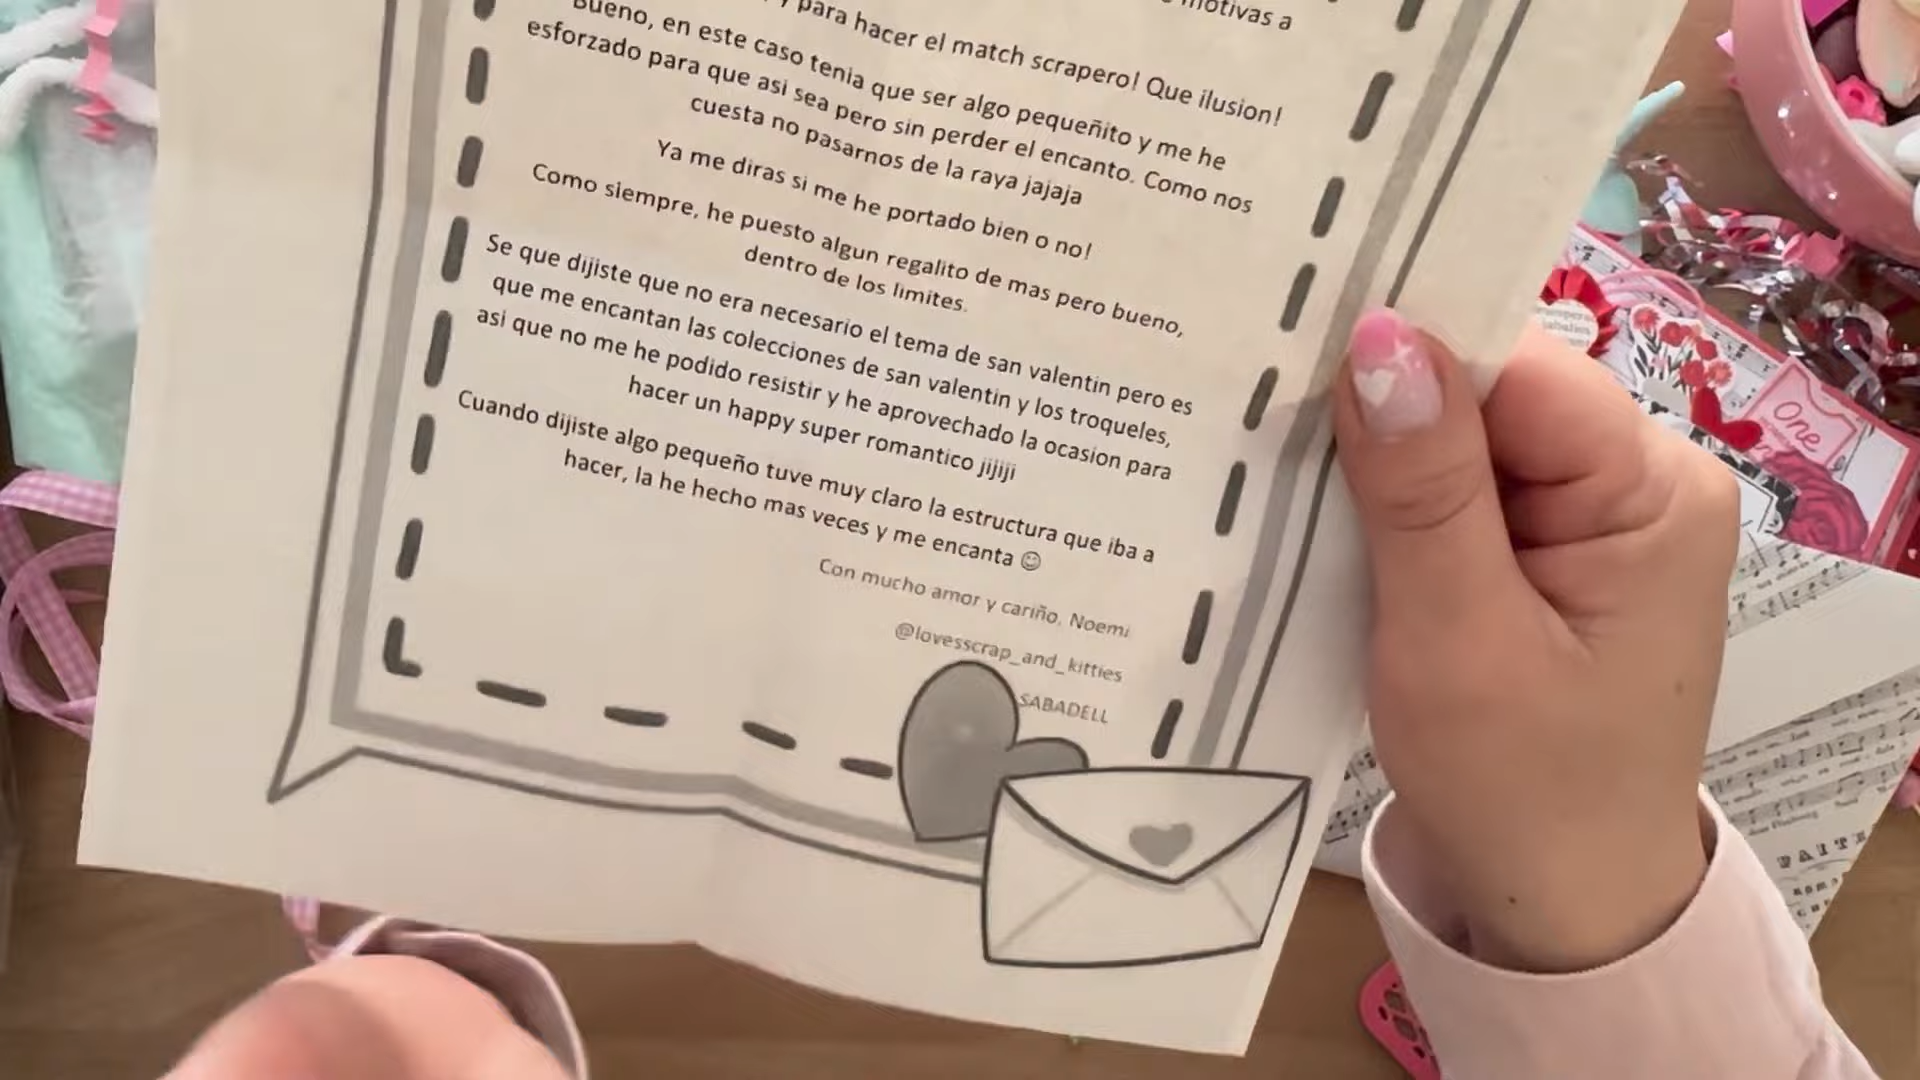 motivas a
para hacer el match scrapero! Que ilusion!
Bueno, en este caso tenia que ser algo pequeñito y me he
esforzado para que asi sea pero sin perder el encanto. Como nos
cuesta no pasarnos de la raya jajaja
Ya me diras si me he portado bien o no!
Como siempre, he puesto algun regalito de mas pero bueno,
dentro de los limites.
Se que dijiste que no era necesario el tema de san valentin pero es
que me encantan las colecciones de san valentin y los troqueles,
asi que no me he podido resistir y he aprovechado la ocasion para
hacer un happy super romantico jijiji
Cuando dijiste algo pequeño tuve muy claro la estructura que iba a
hacer, la he hecho mas veces y me encanta ☺
Con mucho amor y cariño, Noemi
@lovesscrap_and_kitties
SABADELL
One